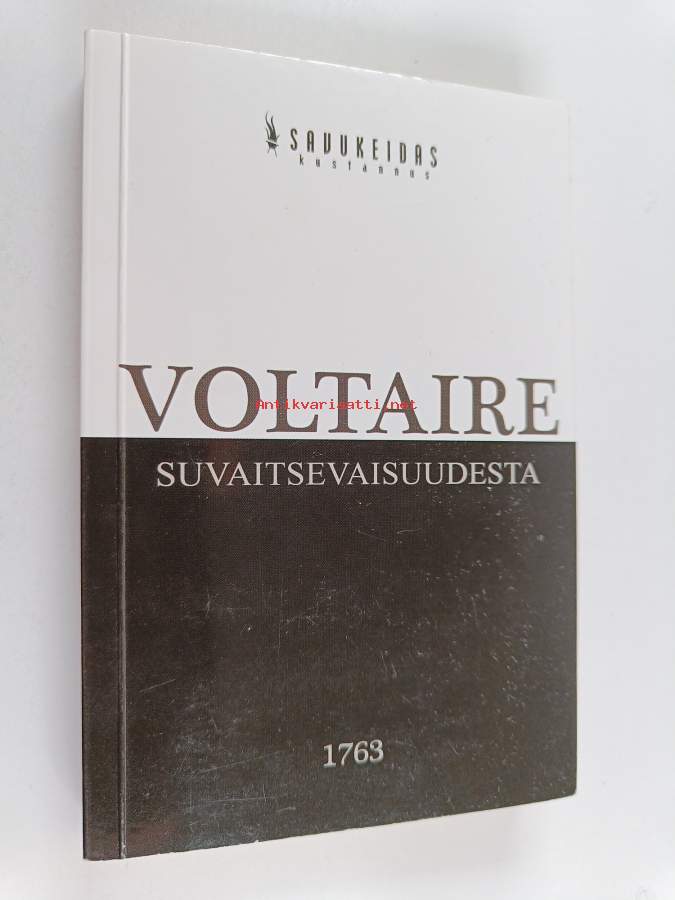 SAVUKEIDAS
kustannus
VOLTAIRE
Antikvariaatti.net
SUVAITSEVAISUUDESTA
1763